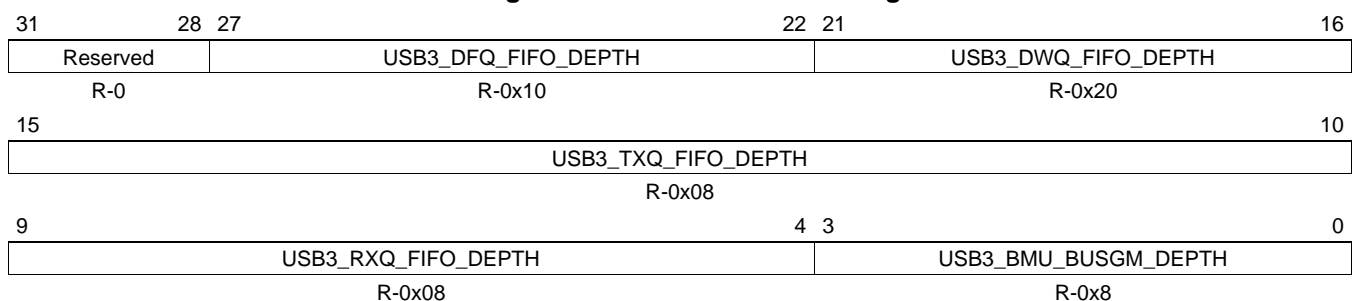 31 28 27 22 21 16
Reserved USB3_DFQ_FIFO_DEPTH USB3_DWQ_FIFO_DEPTH
R-0 R-0x10 R-0x20
15 10
USB3_TXQ_FIFO_DEPTH
R-0x08
9 4 3 0
USB3_RXQ_FIFO_DEPTH USB3_BMU_BUSGM_DEPTH
R-0x08 R-0x8